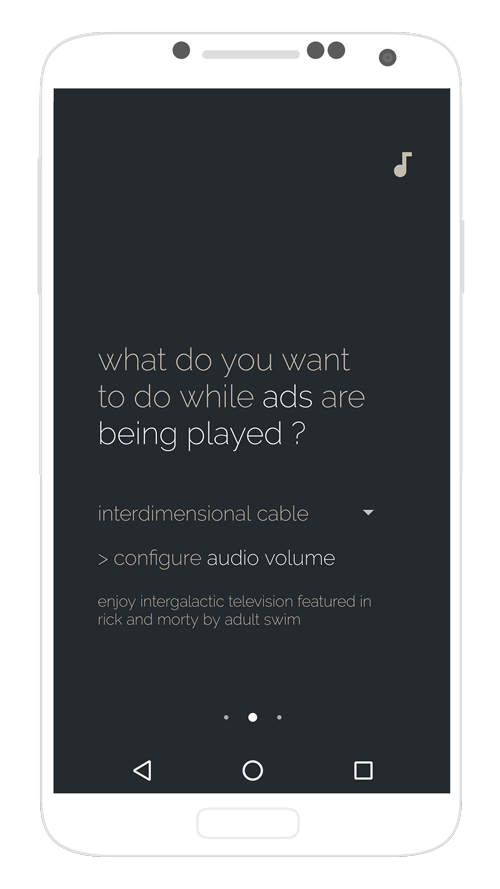 what do you want
to do while ads are
being played ?
interdimensional cable
> configure audio volume
enjoy intergalactic television featured in
rick and morty by adult swim